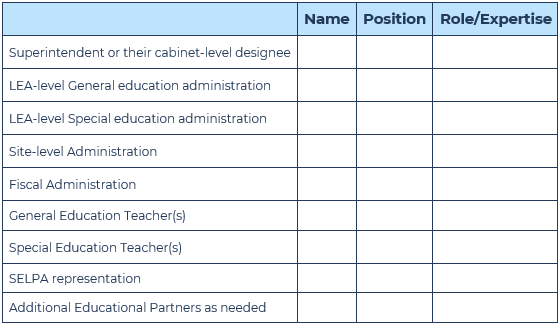 Name Position Role/Expertise
Superintendent or their cabinet-level designee
LEA-level General education administration
LEA-level Special education administration
Site-level Administration
Fiscal Administration
General Education Teacher(s)
Special Education Teacher(s)
SELPA representation
Additional Educational Partners as needed